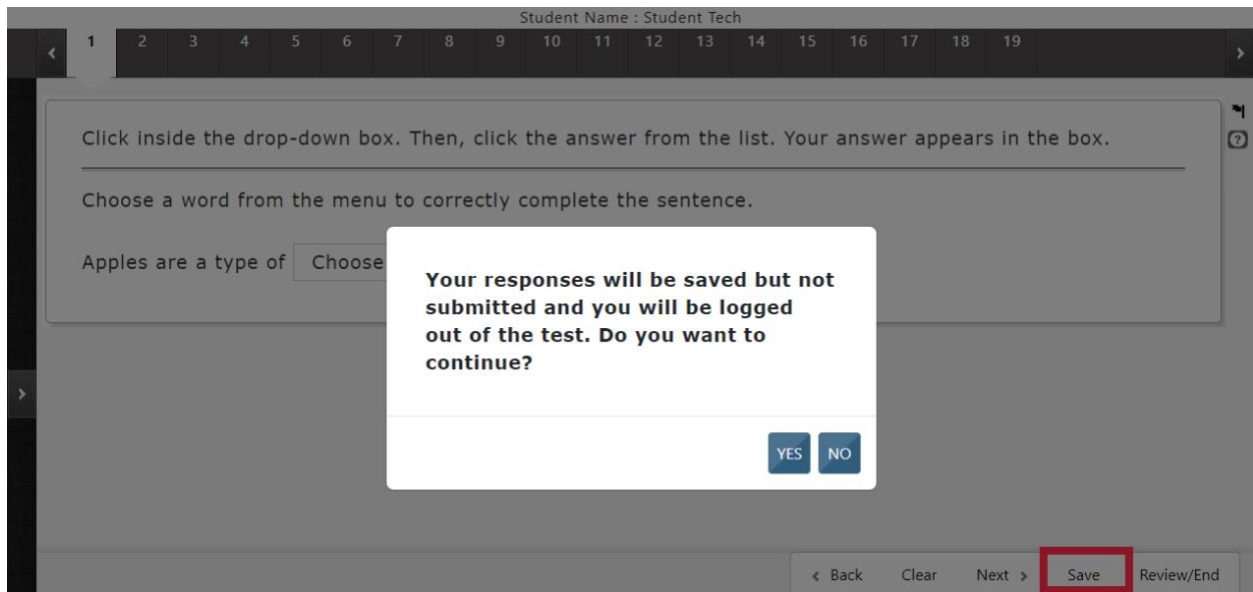 Student Name : Student Tech
1 2 3 4 5 6 7 8 9 10 11 12 13 14 15 16 17 18 19
Click inside the drop-down box. Then, click the answer from the list. Your answer appears in the box.
Choose a word from the menu to correctly complete the sentence.
Apples are a type of Choose
Your responses will be saved but not
submitted and you will be logged
out of the test. Do you want to
continue?
YES NO
Back Clear Next Save Review/End